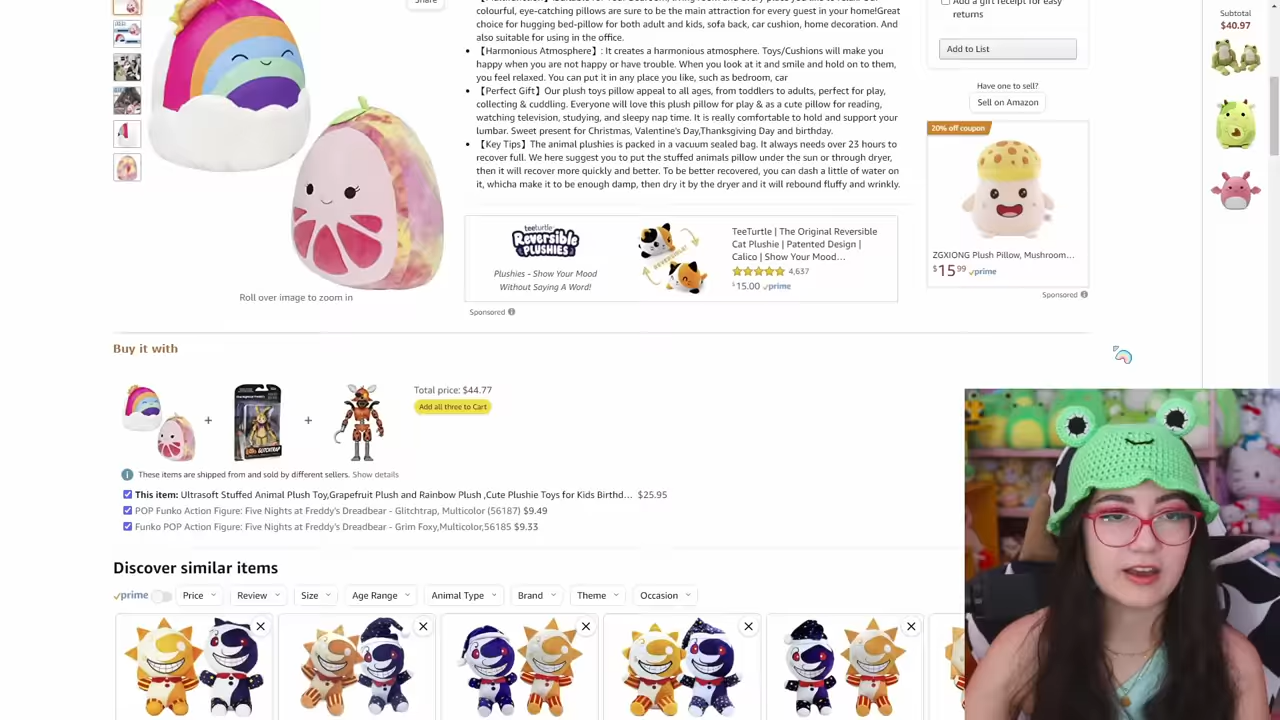 Share
colourful, eye-catching pillows are sure to be the main attraction for every guest in your home!Great
choice for hugging bed-pillow for both adult and kids, sofa back, car cushion, home decoration. And
also suitable for using in the office.
【Harmonious Atmosphere】: It creates a harmonious atmosphere. Toys/Cushions will make you
happy when you are not happy or have trouble. When you look at it and smile and hold on to them,
you feel relaxed. You can put it in any place you like, such as bedroom, car
【Perfect Gift】Our plush toys pillow appeal to all ages, from toddlers to adults, perfect for play,
collecting & cuddling. Everyone will love this plush pillow for play & as a cute pillow for reading,
watching television, studying, and sleepy nap time. It is really comfortable to hold and support your
lumbar. Sweet present for Christmas, Valentine's Day,Thanksgiving Day and birthday.
【Key Tips】The animal plushies is packed in a vacuum sealed bag. It always needs over 23 hours to
recover full. We here suggest you to put the stuffed animals pillow under the sun or through dryer,
then it will recover more quickly and better. To be better recovered, you can dash a little of water on
it, whicha make it to be enough damp, then dry it by the dryer and it will rebound fluffy and wrinkly.
Roll over image to zoom in
teeturtle
Reversible
PLUSHIES
Plushies - Show Your Mood
Without Saying A Word!
REVERSIBLE
TeeTurtle | The Original Reversible
Cat Plushie | Patented Design |
Calico | Show Your Mood...
4,637
$15.00 prime
Sponsored
Add a gift receipt for easy
returns
Add to List
Have one to sell?
Sell on Amazon
20% off coupon
ZGXIONG Plush Pillow, Mushroom...
$15 99 prime
Sponsored
Subtotal
$40.97
Buy it with
+
+
Total price: $44.77
Add all three to Cart
These items are shipped from and sold by different sellers. Show details
This item: Ultrasoft Stuffed Animal Plush Toy,Grapefruit Plush and Rainbow Plush ,Cute Plushie Toys for Kids Birthd... $25.95
POP Funko Action Figure: Five Nights at Freddy's Dreadbear - Glitchtrap, Multicolor (56187) $9.49
Funko POP Action Figure: Five Nights at Freddy's Dreadbear - Grim Foxy,Multicolor,56185 $9.33
Discover similar items
prime
Price
Review
Size
Age Range
Animal Type
Brand
Theme
Occasion